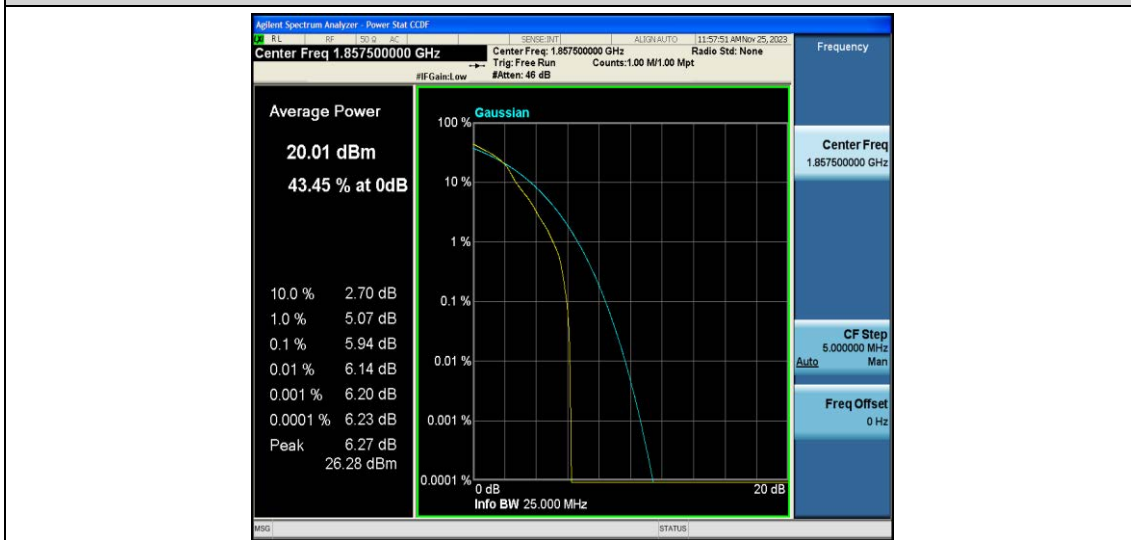 Agilent Spectrum Analyzer - Power Stat CCDF
RL RF 50 Ω AC SENSE:INT ALIGN AUTO 11:57:51 AM Nov 25, 2023
Center Freq 1.857500000 GHz
Center Freq: 1.857500000 GHz Radio Std: None
Trig: Free Run Counts:1.00 M/1.00 Mpt
#IFGain:Low #Atten: 46 dB
Frequency
Average Power
20.01 dBm
43.45 % at 0dB
10.0 % 2.70 dB
1.0 % 5.07 dB
0.1 % 5.94 dB
0.01 % 6.14 dB
0.001 % 6.20 dB
0.0001 % 6.23 dB
Peak 6.27 dB
26.28 dBm
Gaussian
100 %
10 %
1 %
0.1 %
0.01 %
0.001 %
0.0001 %
0 dB 20 dB
Info BW 25.000 MHz
Center Freq
1.857500000 GHz
CF Step
5.000000 MHz
Auto Man
Freq Offset
0 Hz
MSG STATUS